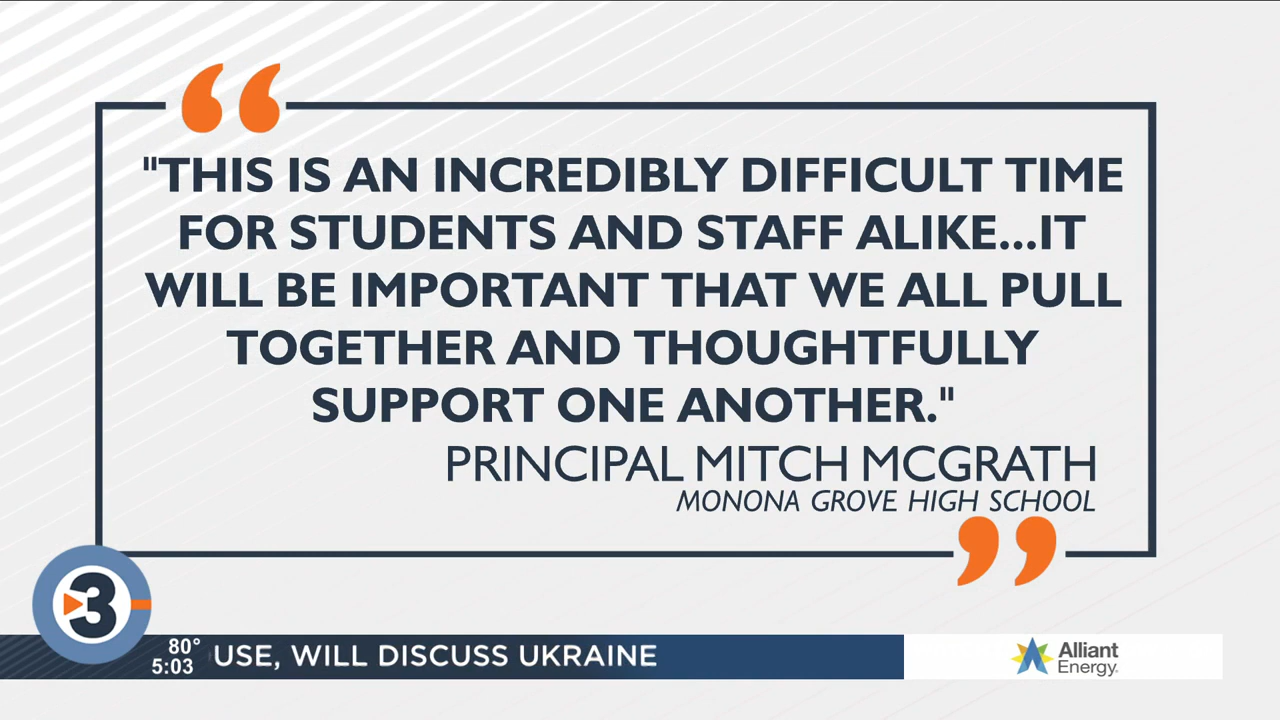 "THIS IS AN INCREDIBLY DIFFICULT TIME
FOR STUDENTS AND STAFF ALIKE...IT
WILL BE IMPORTANT THAT WE ALL PULL
TOGETHER AND THOUGHTFULLY
SUPPORT ONE ANOTHER."
PRINCIPAL MITCH MCGRATH
MONONA GROVE HIGH SCHOOL
3
80°
5:03
USE, WILL DISCUSS UKRAINE
Alliant
Energy